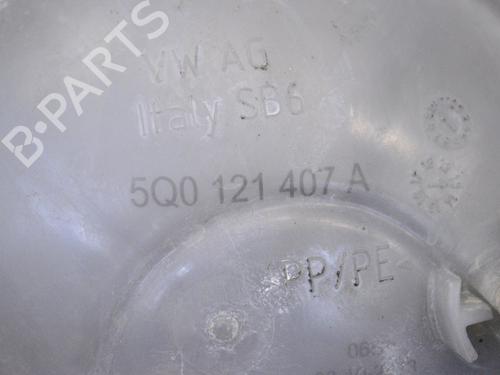 VW AG
Italy SB6
5Q0 121 407 A
PP/PE
B-PARTS